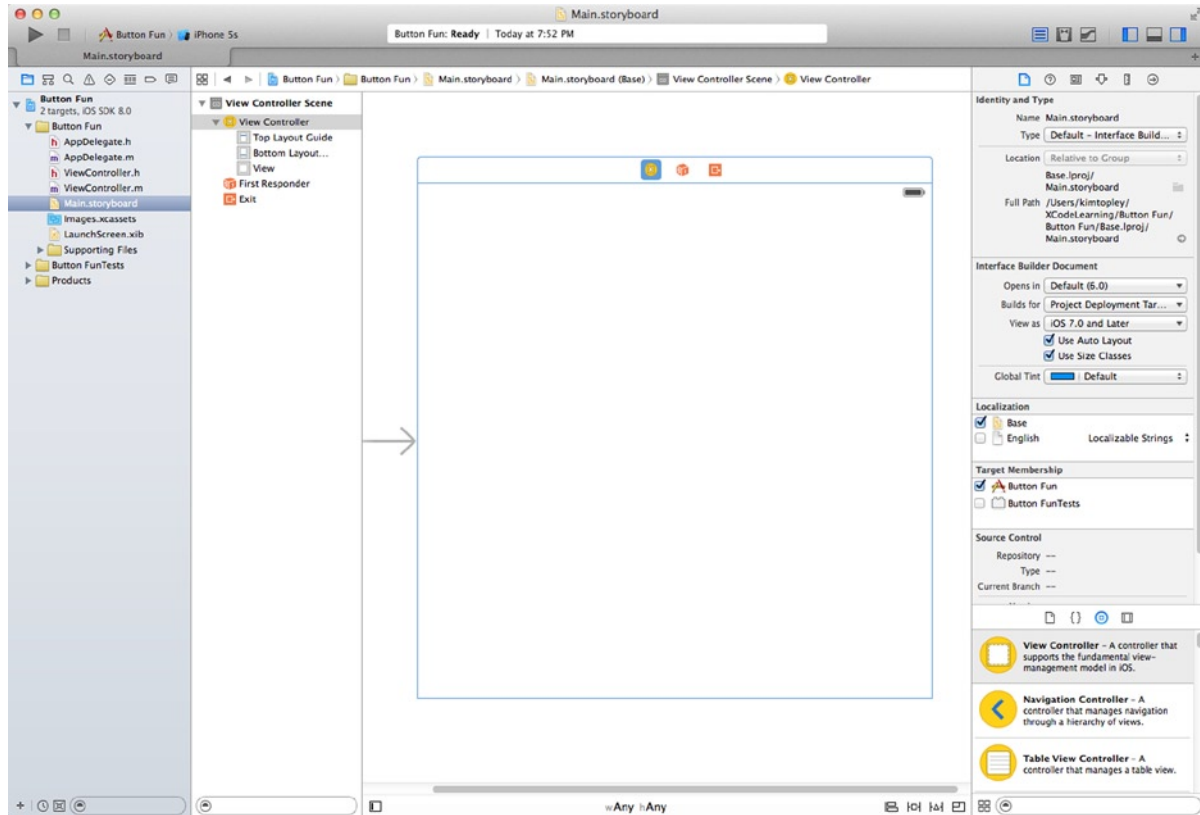 Main.storyboard
Button Fun iPhone 5s
Button Fun: Ready | Today at 7:52 PM
Main.storyboard
Button Fun
2 targets, iOS SDK 8.0
Button Fun
AppDelegate.h
AppDelegate.m
ViewController.h
ViewController.m
Main.storyboard
Images.xcassets
LaunchScreen.xib
Supporting Files
Button FunTests
Products
Button Fun Button Fun Main.storyboard Main.storyboard (Base) View Controller Scene View Controller
View Controller Scene
View Controller
Top Layout Guide
Bottom Layout...
View
First Responder
Exit
wAny hAny
Identity and Type
Name Main.storyboard
Type Default - Interface Build...
Location Relative to Group
Base.lproj/
Main.storyboard
Full Path /Users/kimtopley/
XCodeLearning/Button Fun/
Button Fun/Base.lproj/
Main.storyboard
Interface Builder Document
Opens in Default (6.0)
Builds for Project Deployment Tar...
View as iOS 7.0 and Later
Use Auto Layout
Use Size Classes
Global Tint Default
Localization
Base
English Localizable Strings
Target Membership
Button Fun
Button FunTests
Source Control
Repository --
Type --
Current Branch --
View Controller - A controller that
supports the fundamental view-
management model in iOS.
Navigation Controller - A
controller that manages navigation
through a hierarchy of views.
Table View Controller - A
controller that manages a table view.